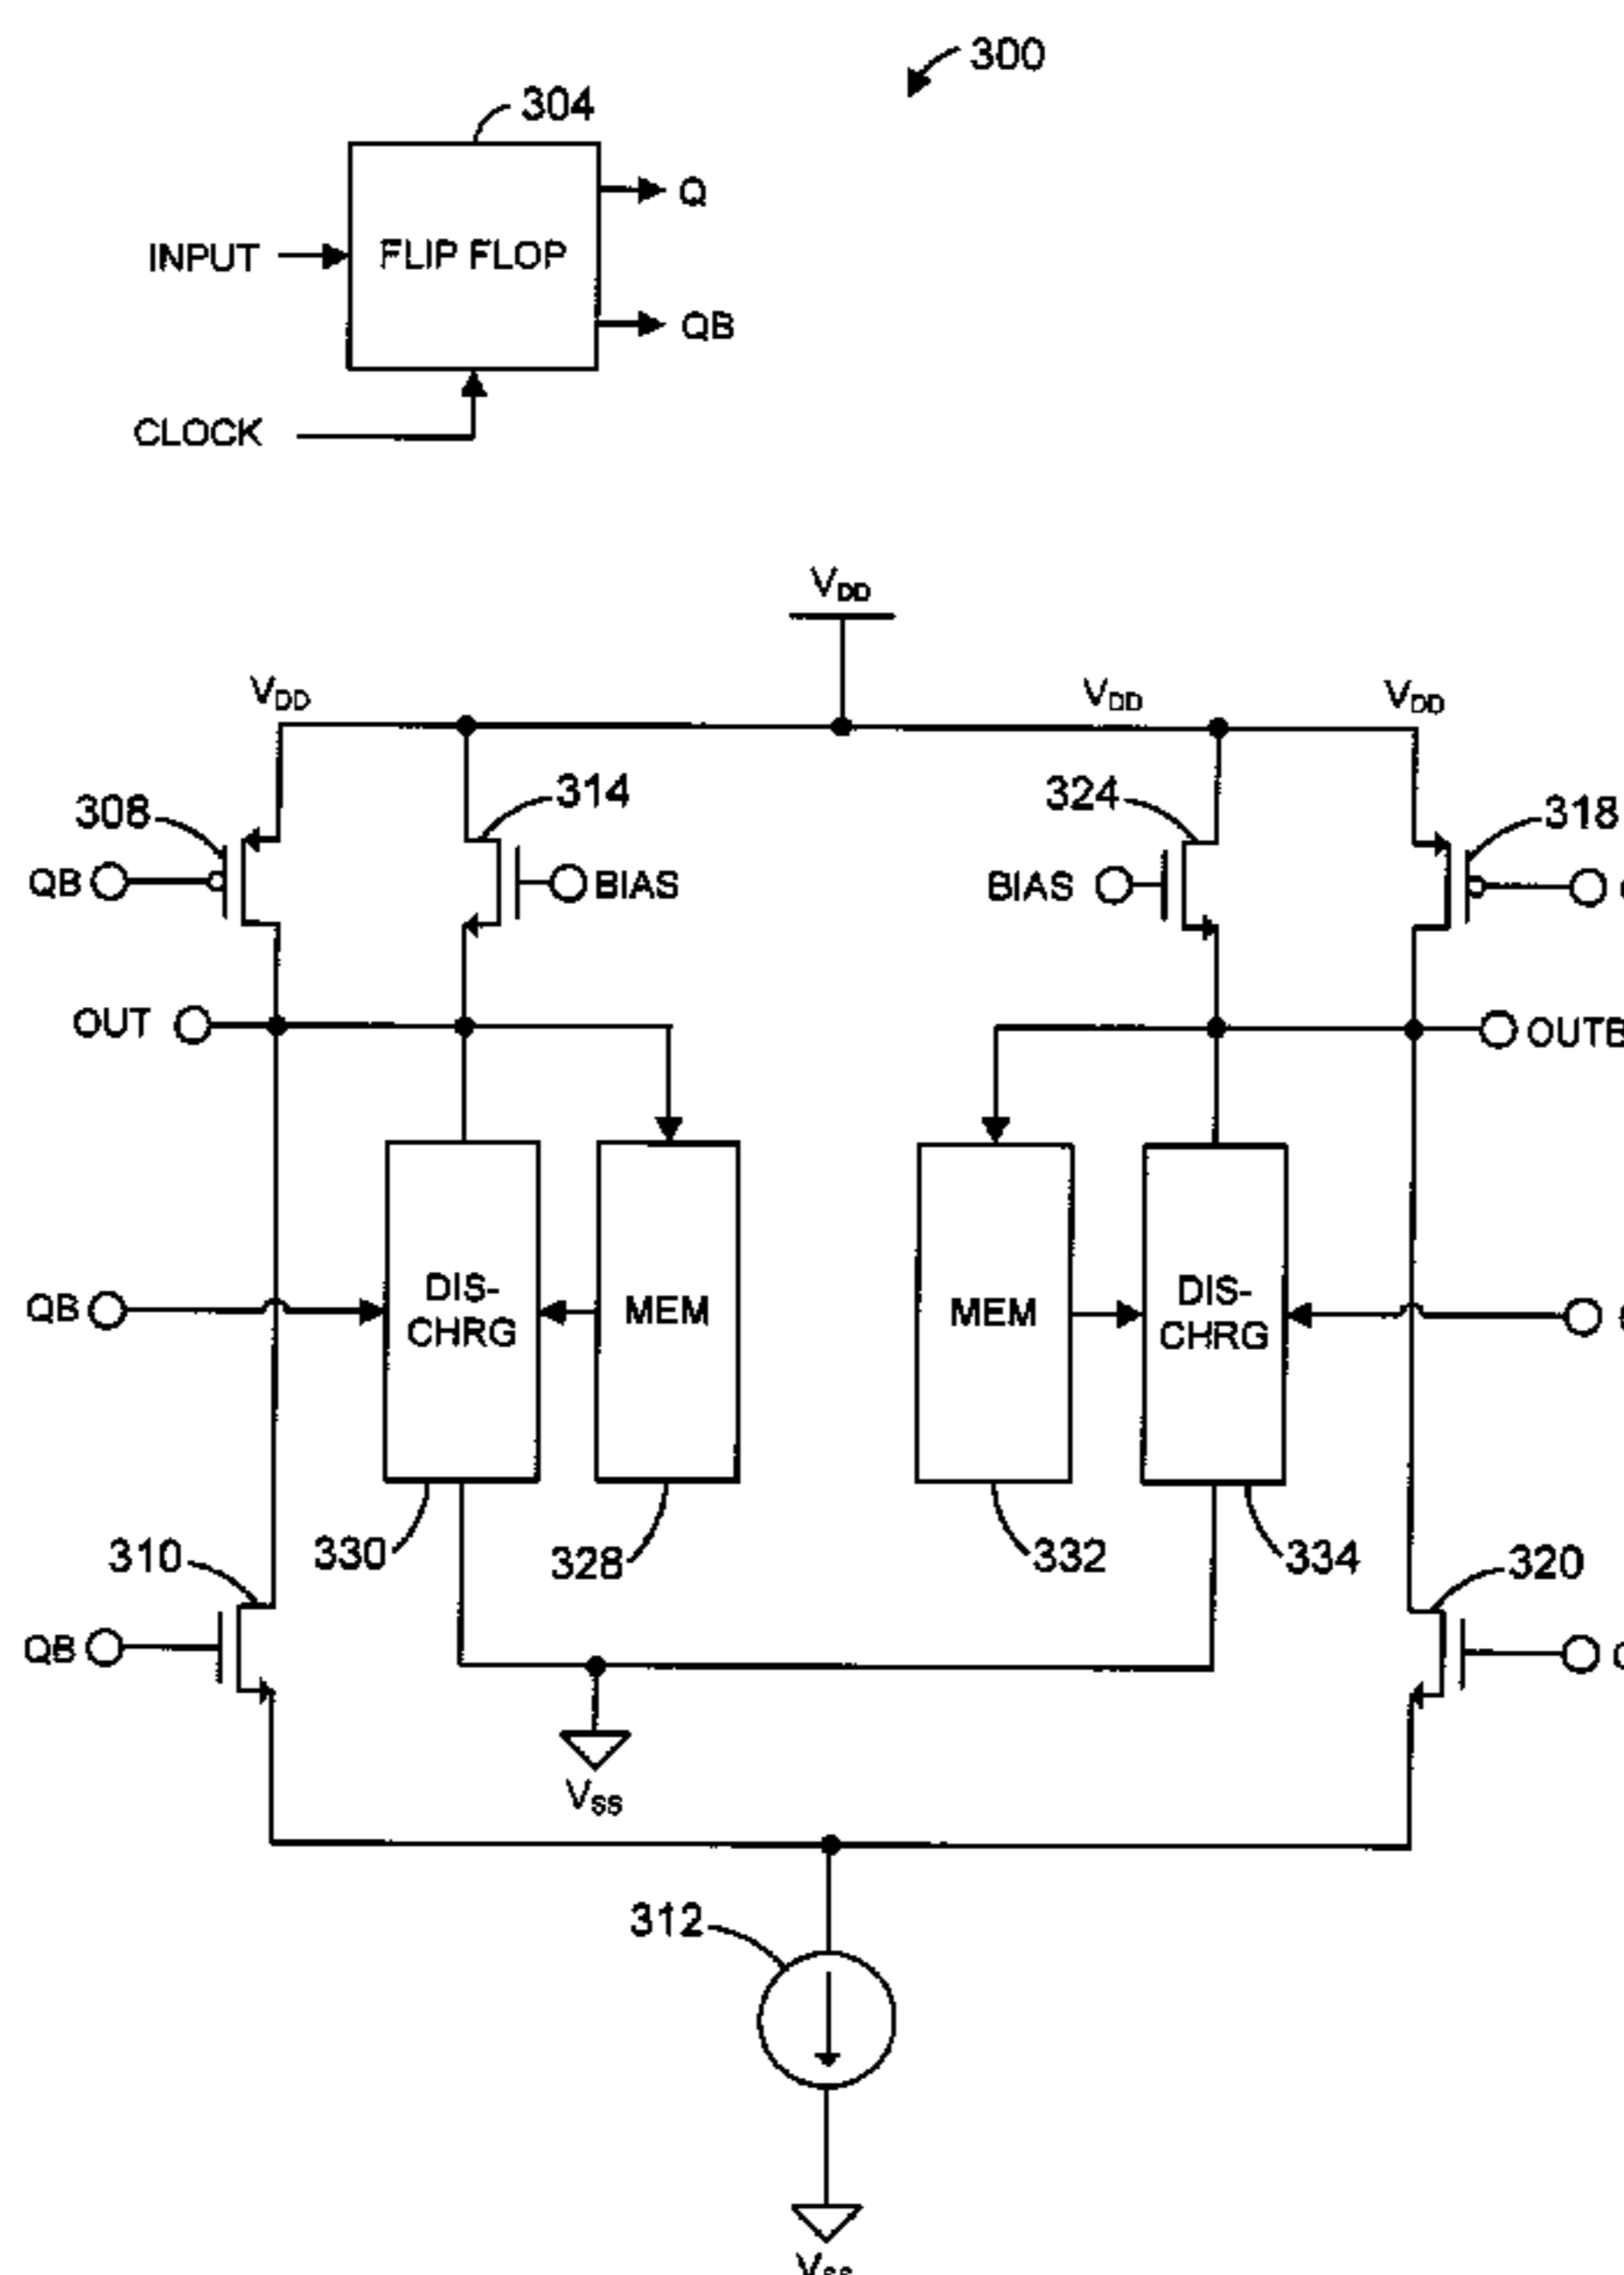 300
304
FLIP FLOP
Q
INPUT
QB
CLOCK
VDD
VDD
VDD
VDD
308
314
324
318
QB
BIAS
BIAS
OUT
OUTB
QB
DIS-
CHRG
MEM
MEM
DIS-
CHRG
310
330
328
332
334
320
QB
VSS
312
VSS